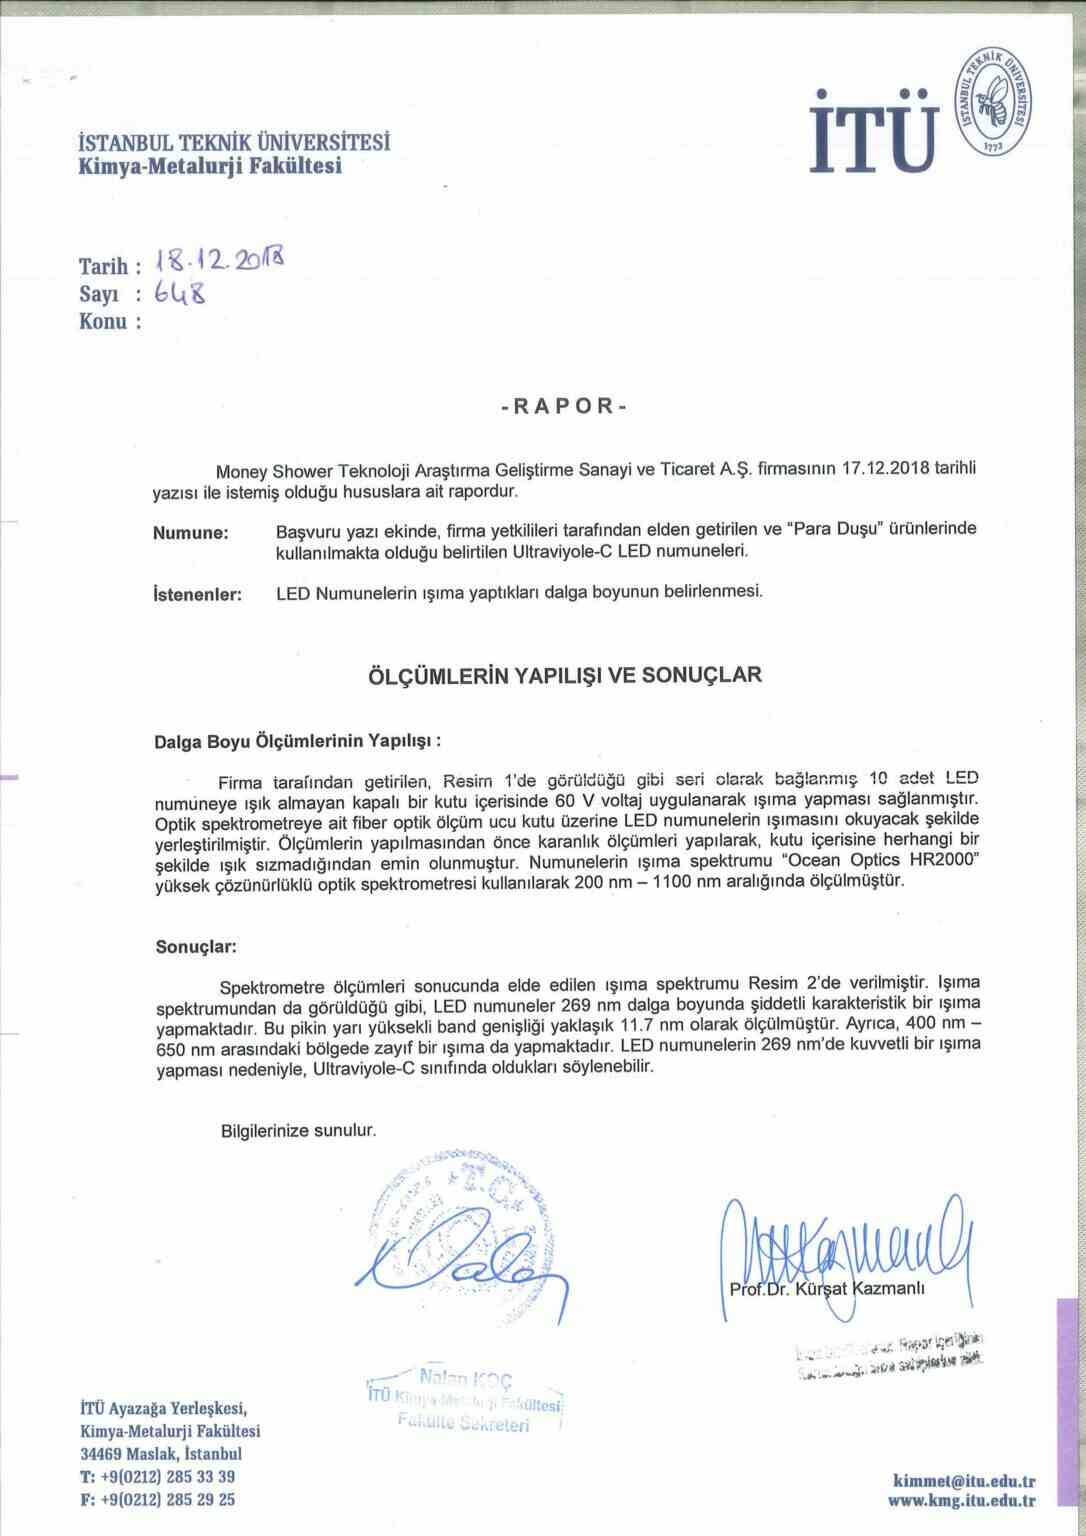 İSTANBUL TEKNİK ÜNİVERSİTESİ
Kimya-Metalurji Fakültesi
İTÜ
İSTANBUL TEKNİK ÜNİVERSİTESİ
1773
Tarih : 18.12.2018
Sayı : 648
Konu :
- R A P O R -
Money Shower Teknoloji Araştırma Geliştirme Sanayi ve Ticaret A.Ş. firmasının 17.12.2018 tarihli
yazısı ile istemiş olduğu hususlara ait rapordur.
Numune: Başvuru yazı ekinde, firma yetkilileri tarafından elden getirilen ve “Para Duşu” ürünlerinde
kullanılmakta olduğu belirtilen Ultraviyole-C LED numuneleri.
İstenenler: LED Numunelerin ışıma yaptıkları dalga boyunun belirlenmesi.
ÖLÇÜMLERİN YAPILIŞI VE SONUÇLAR
Dalga Boyu Ölçümlerinin Yapılışı :
Firma tarafından getirilen, Resim 1’de görüldüğü gibi seri olarak bağlanmış 10 adet LED
numuneye ışık almayan kapalı bir kutu içerisinde 60 V voltaj uygulanarak ışıma yapması sağlanmıştır.
Optik spektrometreye ait fiber optik ölçüm ucu kutu üzerine LED numunelerin ışımasını okuyacak şekilde
yerleştirilmiştir. Ölçümlerin yapılmasından önce karanlık ölçümleri yapılarak, kutu içerisine herhangi bir
şekilde ışık sızmadığından emin olunmuştur. Numunelerin ışıma spektrumu “Ocean Optics HR2000”
yüksek çözünürlüklü optik spektrometresi kullanılarak 200 nm – 1100 nm aralığında ölçülmüştür.
Sonuçlar:
Spektrometre ölçümleri sonucunda elde edilen ışıma spektrumu Resim 2’de verilmiştir. Işıma
spektrumundan da görüldüğü gibi, LED numuneler 269 nm dalga boyunda şiddetli karakteristik bir ışıma
yapmaktadır. Bu pikin yarı yüksekli band genişliği yaklaşık 11.7 nm olarak ölçülmüştür. Ayrıca, 400 nm –
650 nm arasındaki bölgede zayıf bir ışıma da yapmaktadır. LED numunelerin 269 nm’de kuvvetli bir ışıma
yapması nedeniyle, Ultraviyole-C sınıfında oldukları söylenebilir.
Bilgilerinize sunulur.
T.C.
Prof.Dr. Kürşat Kazmanlı
Rapor içeriğinin
Nalan KOÇ
İTÜ Kimya-Metalurji Fakültesi
Fakülte Sekreteri
İTÜ Ayazağa Yerleşkesi,
Kimya-Metalurji Fakültesi
34469 Maslak, İstanbul
T: +9(0212) 285 33 39
F: +9(0212) 285 29 25
kimmet@itu.edu.tr
www.kmg.itu.edu.tr